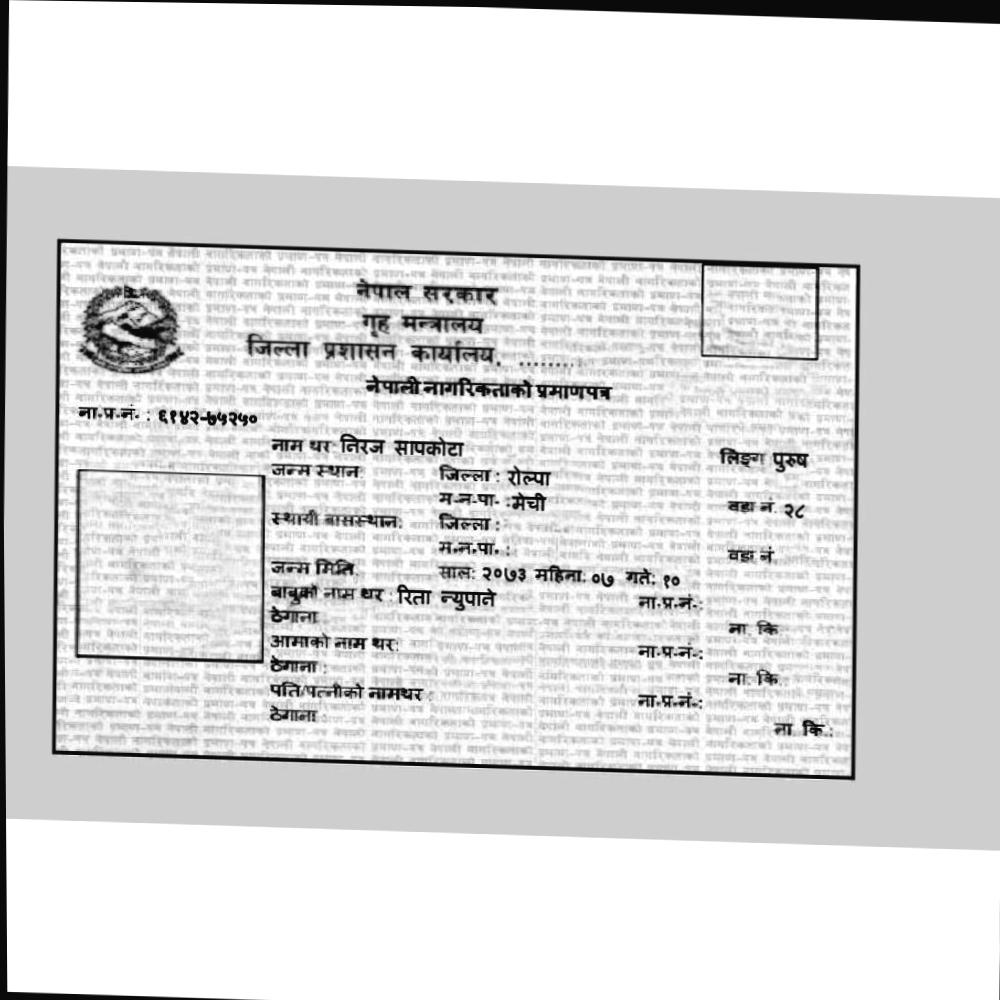 नेपाल सरकार
गृह मन्त्रालय
जिल्ला प्रशासन कार्यालय, .........
नेपाली नागरिकताको प्रमाणपत्र
ना.प्र.नं. : ६१४२-७५२५०
नाम थर: निरज सापकोटा लिङ्ग पुरुष
जन्म स्थान: जिल्ला : रोल्पा
म.न.पा. :मेची वडा नं. २८
स्थायी बासस्थान: जिल्ला :
म.न.पा. : वडा नं.
जन्म मिति: साल: २०७३ महिना: ०७ गते: १०
बाबुको नाम थर : रिता न्युपाने ना.प्र.नं.:
ठेगाना : ना. कि.
आमाको नाम थर: ना.प्र.नं.:
ठेगाना : ना. कि.:
पति/पत्नीको नामथर : ना.प्र.नं.:
ठेगाना : ना. कि.: